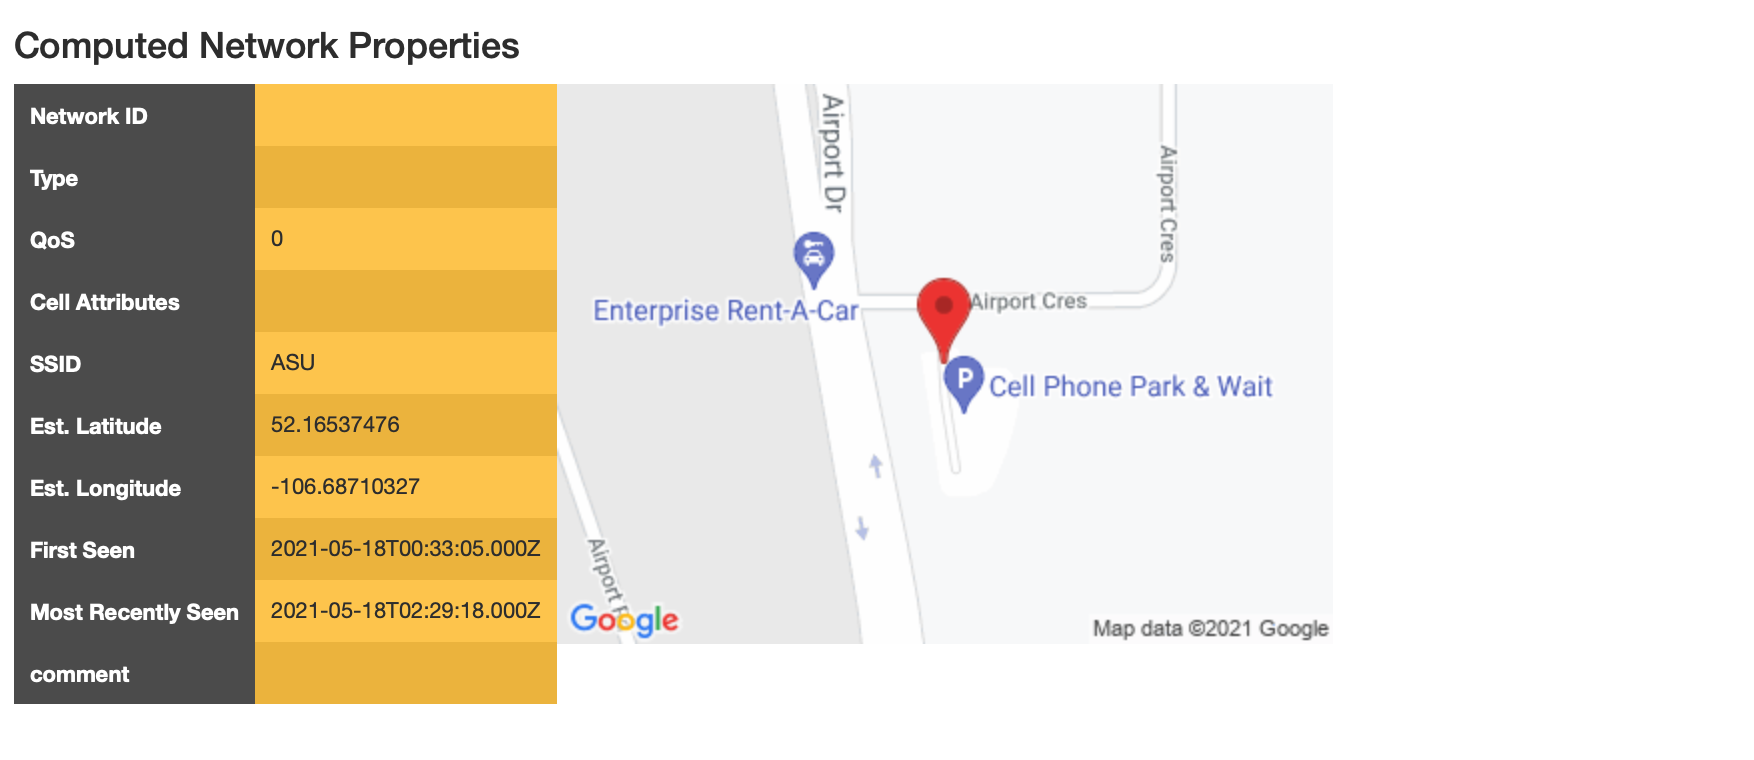 Computed Network Properties
Network ID
Type
QoS 0
Cell Attributes
SSID ASU
Est. Latitude 52.16537476
Est. Longitude -106.68710327
First Seen 2021-05-18T00:33:05.000Z
Most Recently Seen 2021-05-18T02:29:18.000Z
comment
Airport Dr
Airport Cres
Enterprise Rent-A-Car
Airport Cres
P
Cell Phone Park & Wait
Airport
Google
Map data ©2021 Google